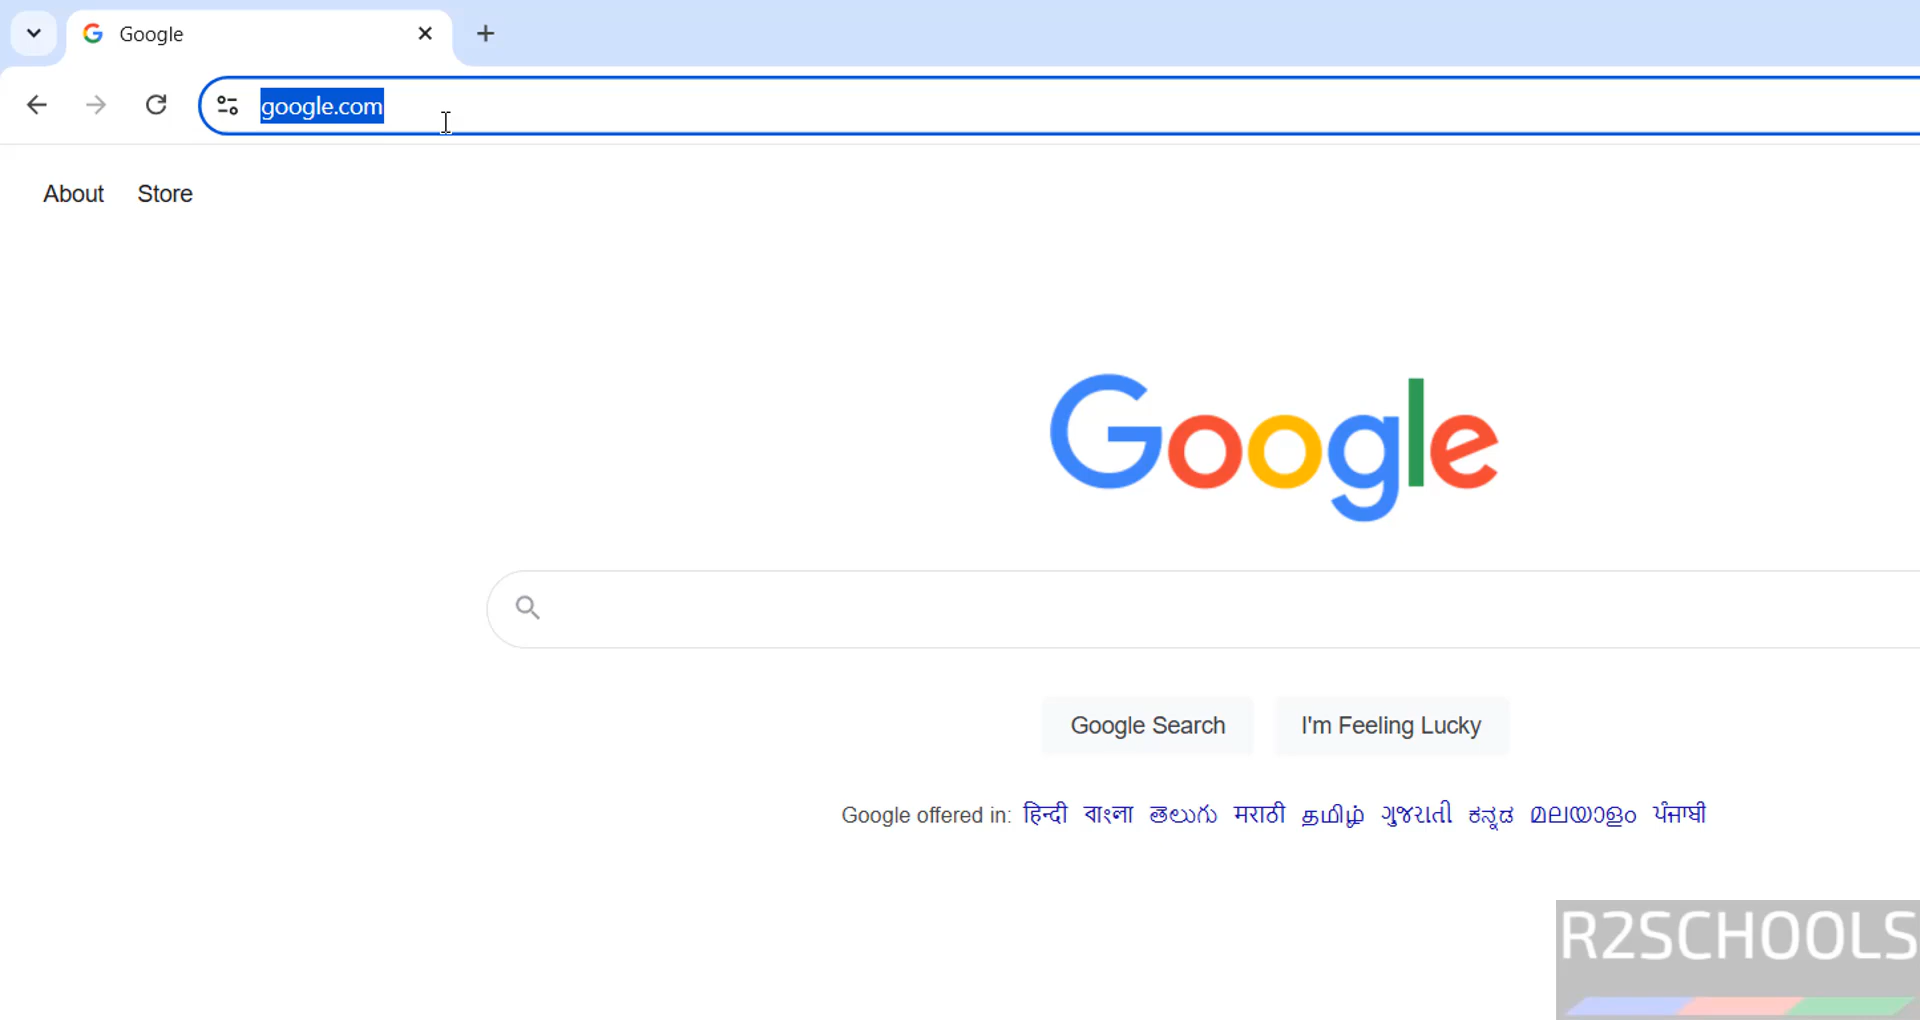 Google
google.com
About Store
Google
Google Search I'm Feeling Lucky
Google offered in: हिन्दी বাংলা తెలుగు मराठी தமிழ் ગુજરાતી ಕನ್ನಡ മലയാളം ਪੰਜਾਬੀ
R2SCHOOLS